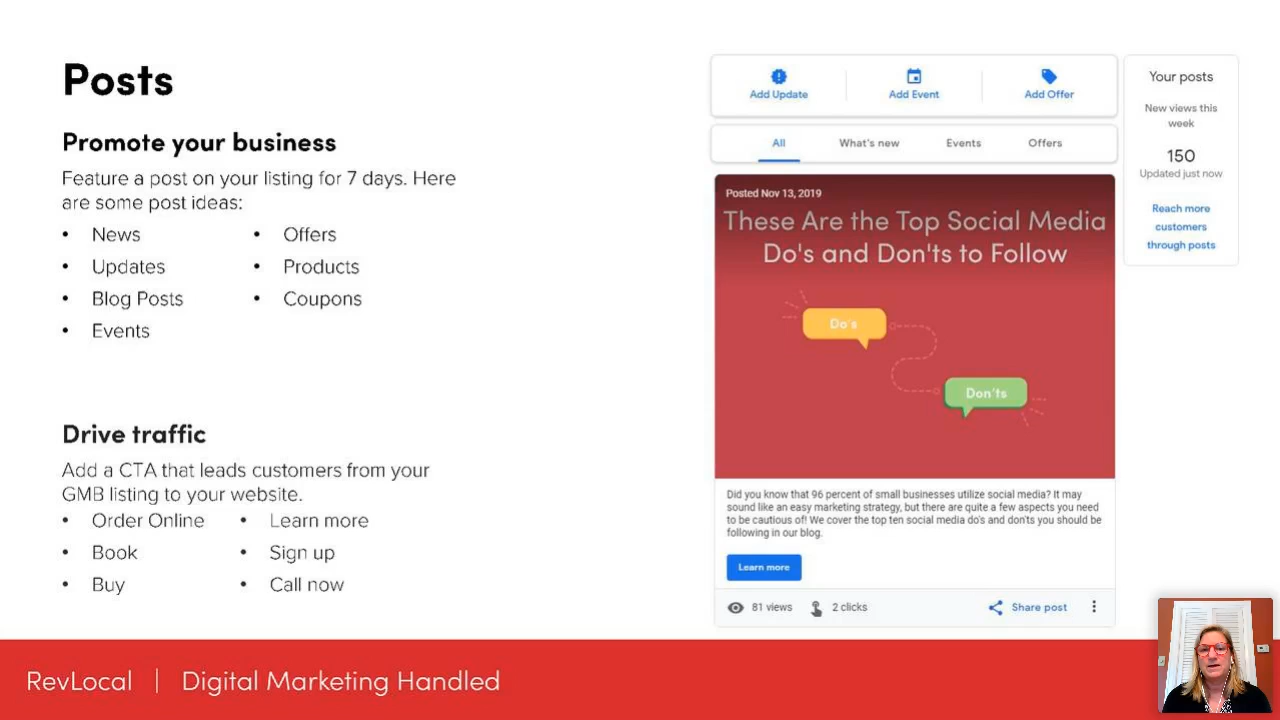 Posts
Promote your business
Feature a post on your listing for 7 days. Here
are some post ideas:
• News
• Updates
• Blog Posts
• Events
• Offers
• Products
• Coupons
Drive traffic
Add a CTA that leads customers from your
GMB listing to your website.
• Order Online
• Book
• Buy
• Learn more
• Sign up
• Call now
Add Update
Add Event
Add Offer
All
What's new
Events
Offers
Posted Nov 13, 2019
These Are the Top Social Media
Do's and Don'ts to Follow
Do's
Don'ts
Did you know that 96 percent of small businesses utilize social media? It may
sound like an easy marketing strategy, but there are quite a few aspects you need
to be cautious of! We cover the top ten social media do's and don'ts you should be
following in our blog.
Learn more
81 views
2 clicks
Share post
Your posts
New views this
week
150
Updated just now
Reach more
customers
through posts
RevLocal | Digital Marketing Handled